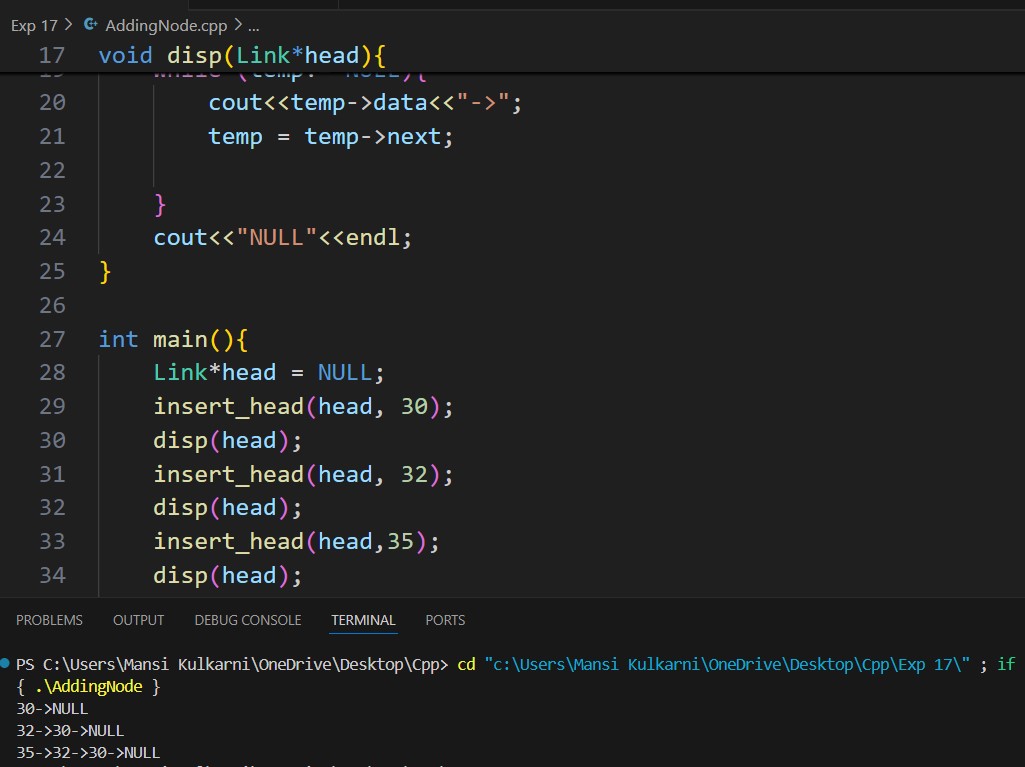 Exp 17 > AddingNode.cpp > ...
17 void disp(Link*head){
20 cout<<temp->data<<"->";
21 temp = temp->next;
22
23 }
24 cout<<"NULL"<<endl;
25 }
26
27 int main(){
28 Link*head = NULL;
29 insert_head(head, 30);
30 disp(head);
31 insert_head(head, 32);
32 disp(head);
33 insert_head(head,35);
34 disp(head);
PROBLEMS OUTPUT DEBUG CONSOLE TERMINAL PORTS
PS C:\Users\Mansi Kulkarni\OneDrive\Desktop\Cpp> cd "c:\Users\Mansi Kulkarni\OneDrive\Desktop\Cpp\Exp 17\" ; if
{ .\AddingNode }
30->NULL
32->30->NULL
35->32->30->NULL